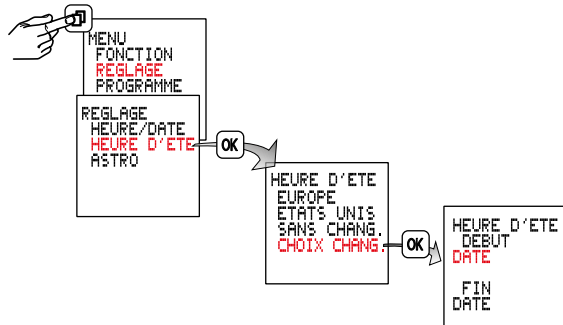 MENU
FONCTION
REGLAGE
PROGRAMME
REGLAGE
HEURE/DATE
HEURE D'ETE
ASTRO
OK
HEURE D'ETE
EUROPE
ETATS UNIS
SANS CHANG.
CHOIX CHANG.
OK
HEURE D'ETE
DEBUT
DATE
FIN
DATE